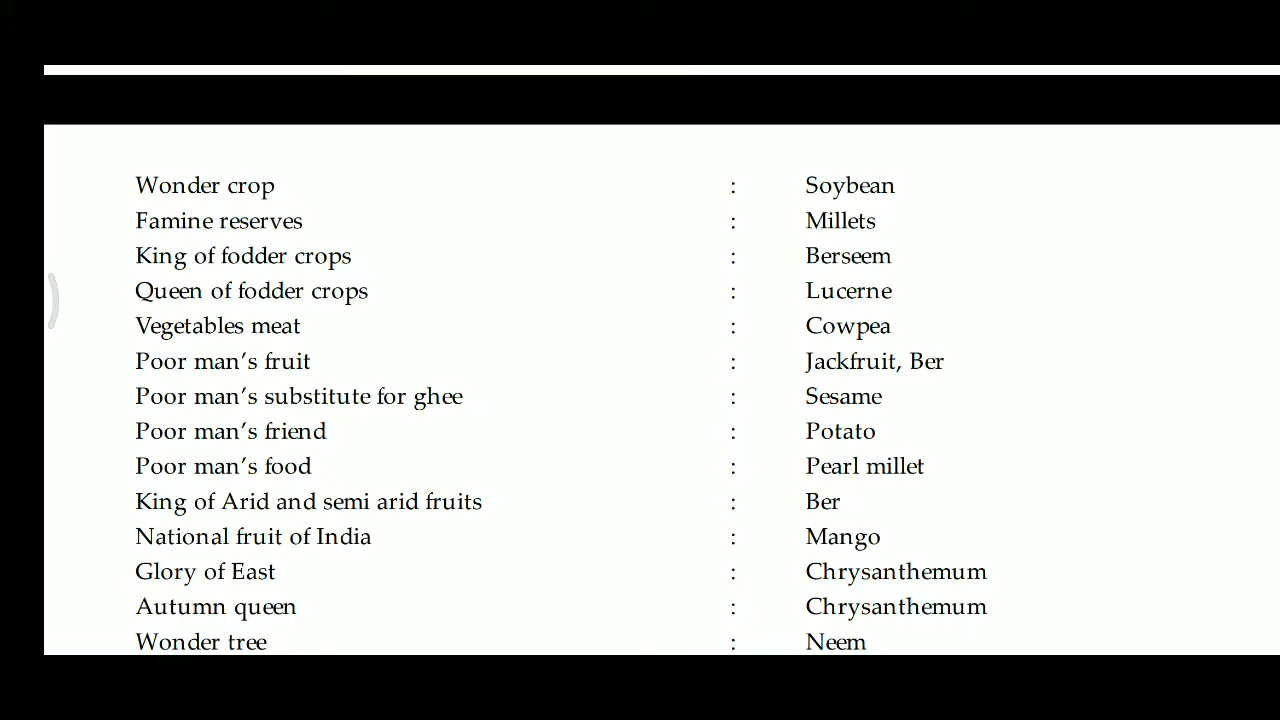 Wonder crop : Soybean
Famine reserves : Millets
King of fodder crops : Berseem
Queen of fodder crops : Lucerne
Vegetables meat : Cowpea
Poor man’s fruit : Jackfruit, Ber
Poor man’s substitute for ghee : Sesame
Poor man’s friend : Potato
Poor man’s food : Pearl millet
King of Arid and semi arid fruits : Ber
National fruit of India : Mango
Glory of East : Chrysanthemum
Autumn queen : Chrysanthemum
Wonder tree : Neem